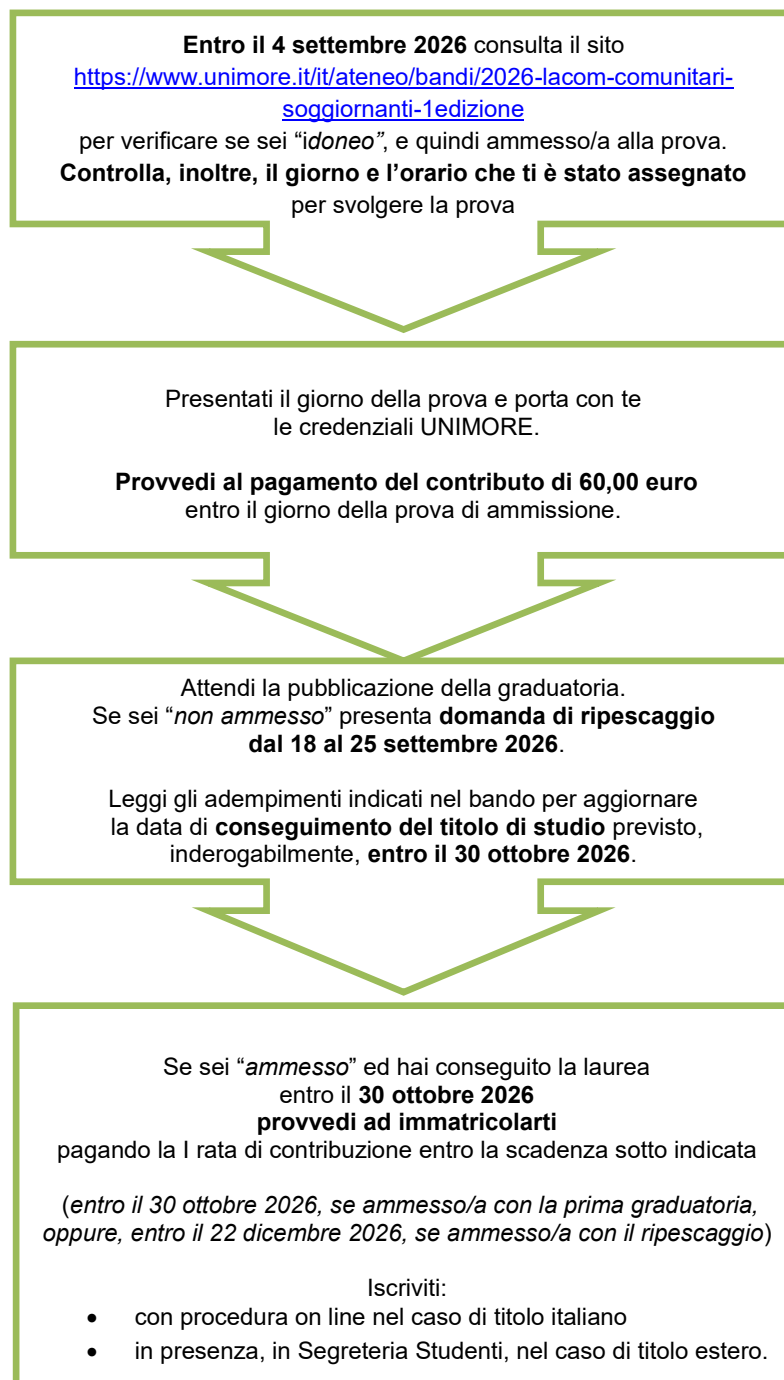 Entro il 4 settembre 2026 consulta il sito
https://www.unimore.it/it/ateneo/bandi/2026-lacom-comunitari-
soggiornanti-1edizione
per verificare se sei “idoneo”, e quindi ammesso/a alla prova.
Controlla, inoltre, il giorno e l’orario che ti è stato assegnato
per svolgere la prova
Presentati il giorno della prova e porta con te
le credenziali UNIMORE.
Provvedi al pagamento del contributo di 60,00 euro
entro il giorno della prova di ammissione.
Attendi la pubblicazione della graduatoria.
Se sei “non ammesso” presenta domanda di ripescaggio
dal 18 al 25 settembre 2026.
Leggi gli adempimenti indicati nel bando per aggiornare
la data di conseguimento del titolo di studio previsto,
inderogabilmente, entro il 30 ottobre 2026.
Se sei “ammesso” ed hai conseguito la laurea
entro il 30 ottobre 2026
provvedi ad immatricolarti
pagando la I rata di contribuzione entro la scadenza sotto indicata
(entro il 30 ottobre 2026, se ammesso/a con la prima graduatoria,
oppure, entro il 22 dicembre 2026, se ammesso/a con il ripescaggio)
Iscriviti:
• con procedura on line nel caso di titolo italiano
• in presenza, in Segreteria Studenti, nel caso di titolo estero.